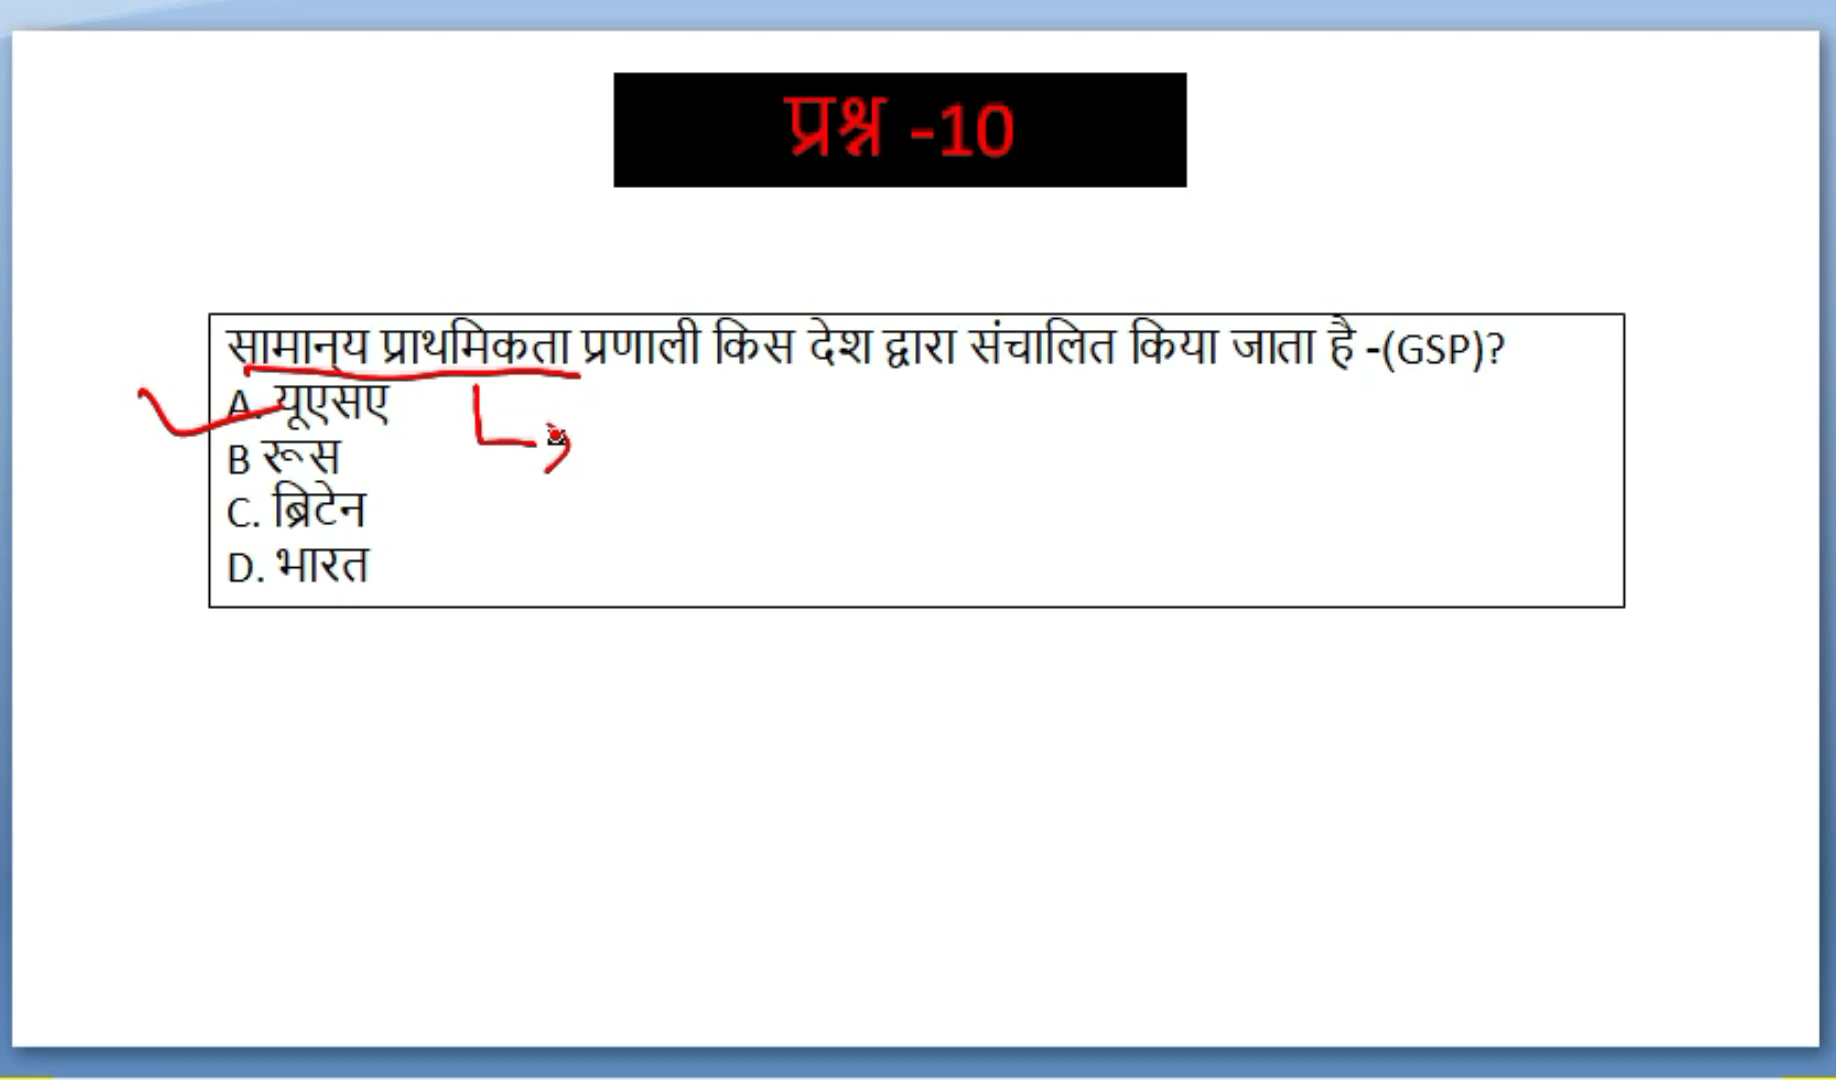 प्रश्न -10
सामान्य प्राथमिकता प्रणाली किस देश द्वारा संचालित किया जाता है -(GSP)?
A. यूएसए
B रूस
C. ब्रिटेन
D. भारत